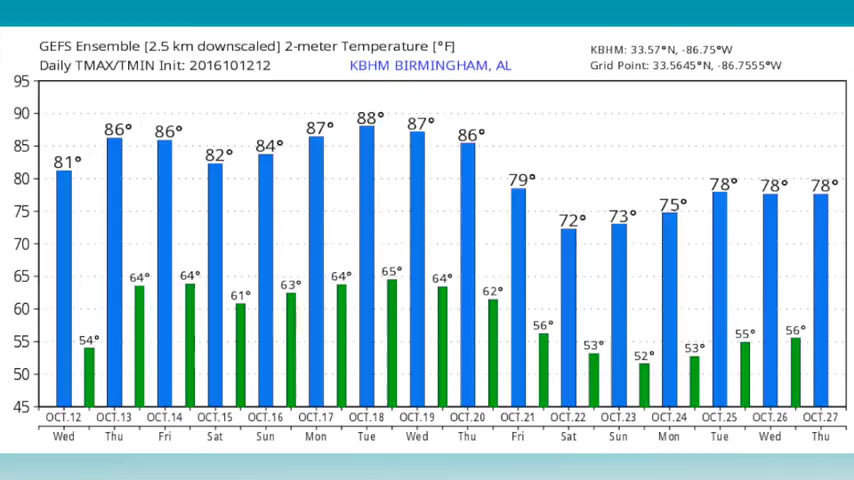 GEFS Ensemble [2.5 km downscaled] 2-meter Temperature [°F]
KBHM: 33.57°N, -86.75°W
Daily TMAX/TMIN Init: 2016101212 KBHM BIRMINGHAM, AL
Grid Point: 33.5645°N, -86.7555°W
95
90
85
80
75
70
65
60
55
50
45
81° 86° 86° 82° 84° 87° 88° 87° 86° 79° 72° 73° 75° 78° 78° 78°
54° 64° 64° 61° 63° 64° 65° 64° 62° 56° 53° 52° 53° 55° 56°
OCT.12 OCT.13 OCT.14 OCT.15 OCT.16 OCT.17 OCT.18 OCT.19 OCT.20 OCT.21 OCT.22 OCT.23 OCT.24 OCT.25 OCT.26 OCT.27
Wed Thu Fri Sat Sun Mon Tue Wed Thu Fri Sat Sun Mon Tue Wed Thu